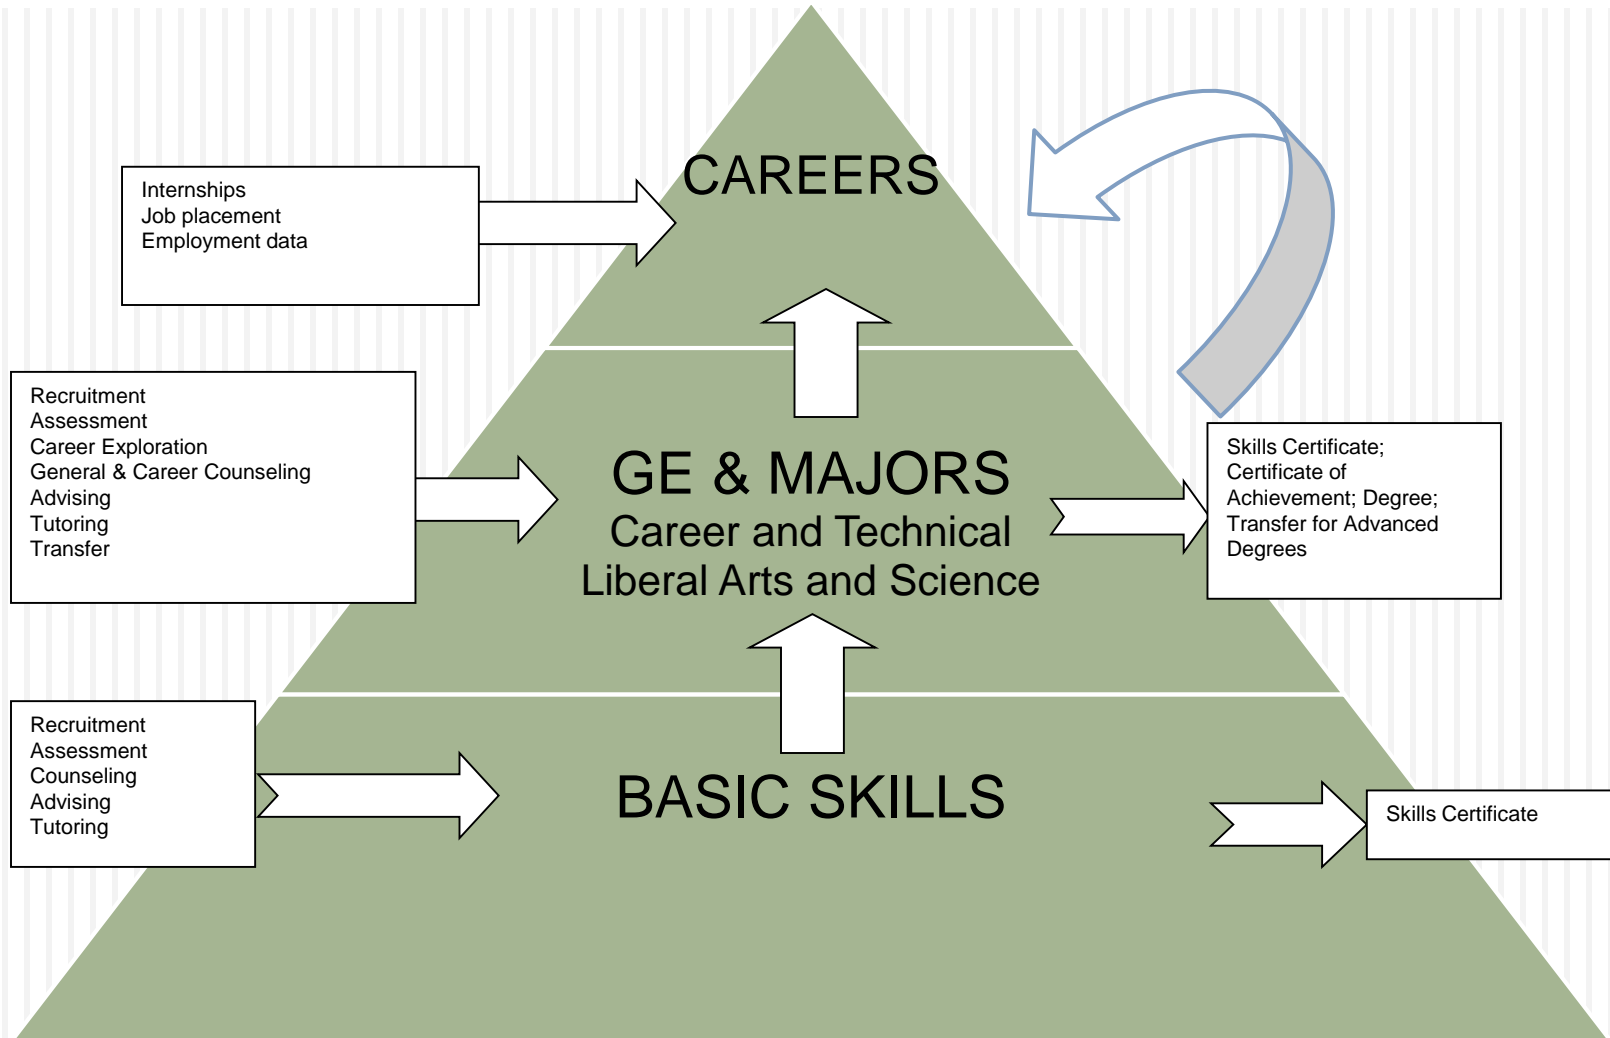 CAREERS
Internships
Job placement
Employment data
Recruitment
Assessment
Career Exploration
General & Career Counseling
Advising
Tutoring
Transfer
GE & MAJORS
Career and Technical
Liberal Arts and Science
Skills Certificate;
Certificate of
Achievement; Degree;
Transfer for Advanced
Degrees
Recruitment
Assessment
Counseling
Advising
Tutoring
BASIC SKILLS
Skills Certificate